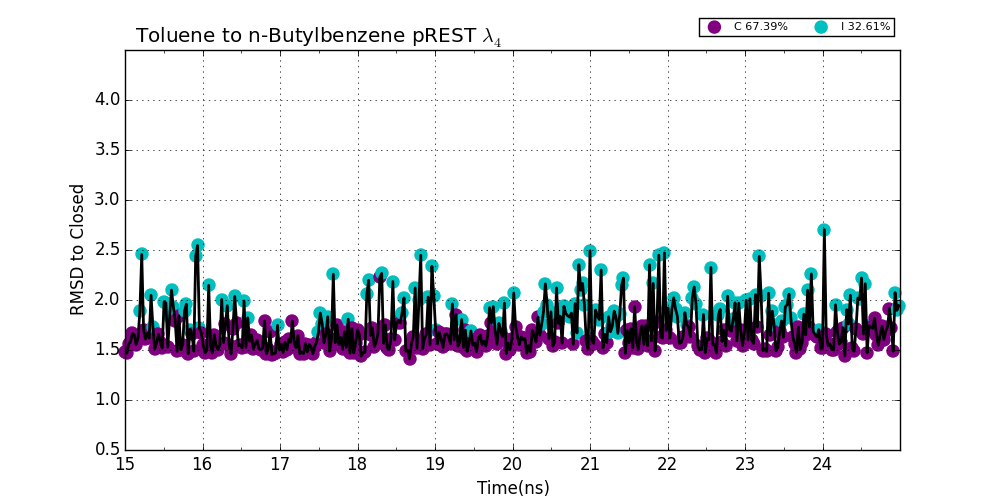 Toluene to n-Butylbenzene pREST λ₄
C 67.39% I 32.61%
RMSD to Closed
4.0
3.5
3.0
2.5
2.0
1.5
1.0
0.5
15 16 17 18 19 20 21 22 23 24
Time(ns)